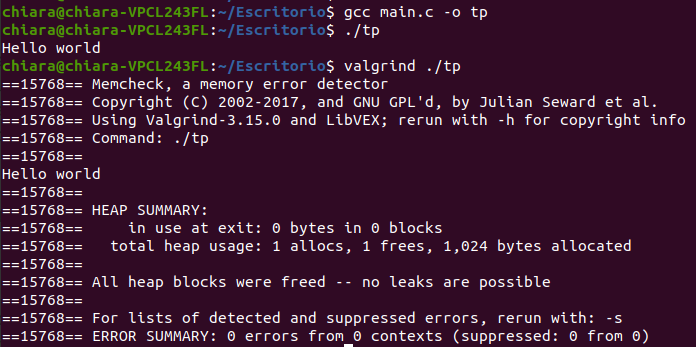 chiara@chiara-VPCL243FL:~/Escritorio$ gcc main.c -o tp
chiara@chiara-VPCL243FL:~/Escritorio$ ./tp
Hello world
chiara@chiara-VPCL243FL:~/Escritorio$ valgrind ./tp
==15768== Memcheck, a memory error detector
==15768== Copyright (C) 2002-2017, and GNU GPL'd, by Julian Seward et al.
==15768== Using Valgrind-3.15.0 and LibVEX; rerun with -h for copyright info
==15768== Command: ./tp
==15768==
Hello world
==15768==
==15768== HEAP SUMMARY:
==15768==     in use at exit: 0 bytes in 0 blocks
==15768==   total heap usage: 1 allocs, 1 frees, 1,024 bytes allocated
==15768==
==15768== All heap blocks were freed -- no leaks are possible
==15768==
==15768== For lists of detected and suppressed errors, rerun with: -s
==15768== ERROR SUMMARY: 0 errors from 0 contexts (suppressed: 0 from 0)